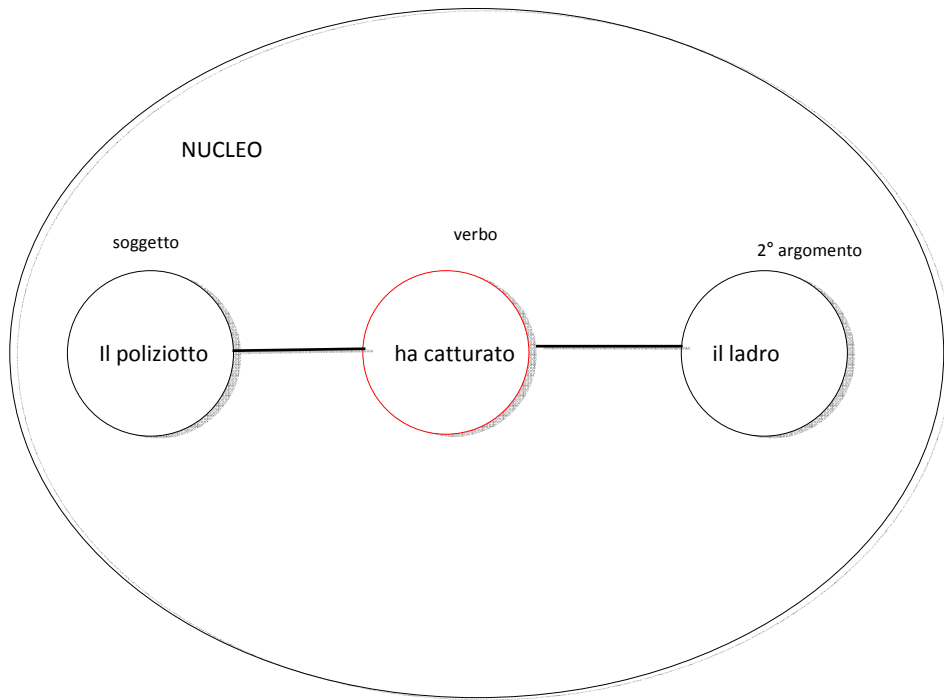 NUCLEO
soggetto
verbo
2° argomento
Il poliziotto
ha catturato
il ladro